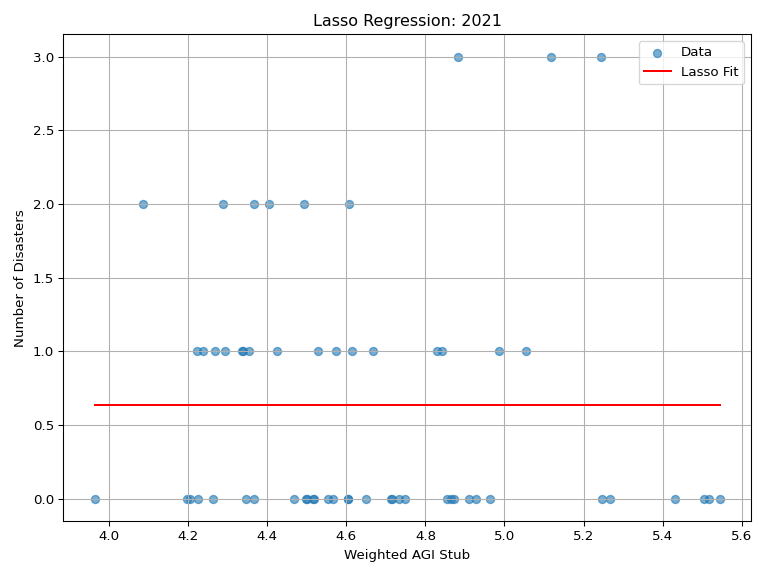 Lasso Regression: 2021
Data
Lasso Fit
Number of Disasters
3.0
2.5
2.0
1.5
1.0
0.5
0.0
4.0 4.2 4.4 4.6 4.8 5.0 5.2 5.4 5.6
Weighted AGI Stub